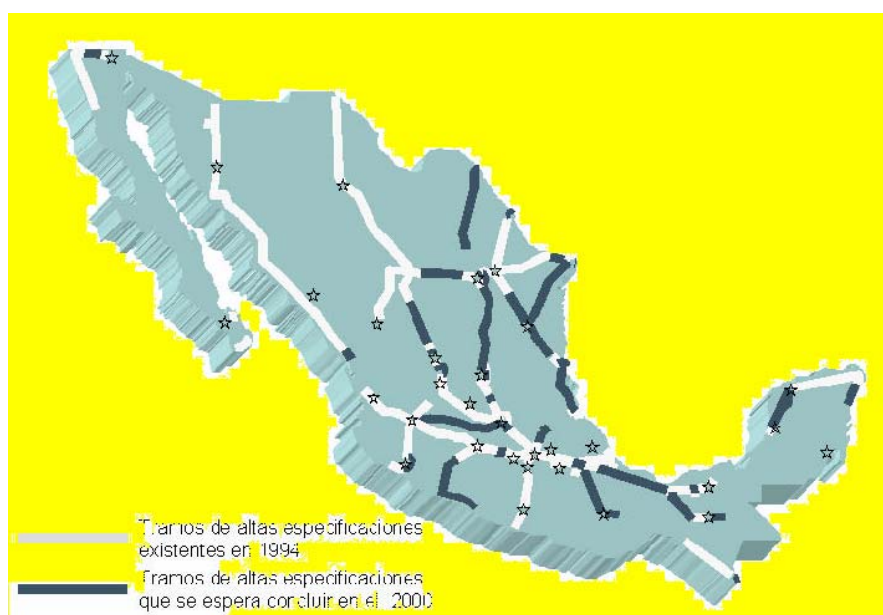 Tramos de altas especificaciones
existentes en 1994
Tramos de altas especificaciones
que se espera concluir en el 2000